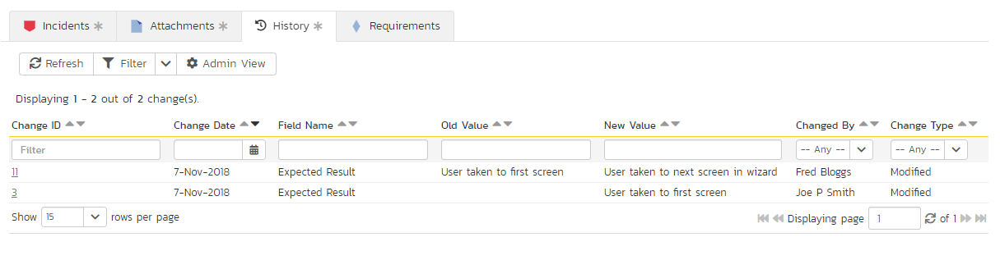 Incidents Attachments History Requirements
Refresh Filter Admin View
Displaying 1 - 2 out of 2 change(s).
Change ID Change Date Field Name Old Value New Value Changed By Change Type
Filter -- Any -- -- Any --
11 7-Nov-2018 Expected Result User taken to first screen User taken to next screen in wizard Fred Bloggs Modified
3 7-Nov-2018 Expected Result User taken to first screen Joe P Smith Modified
Show 15 rows per page Displaying page 1 of 1